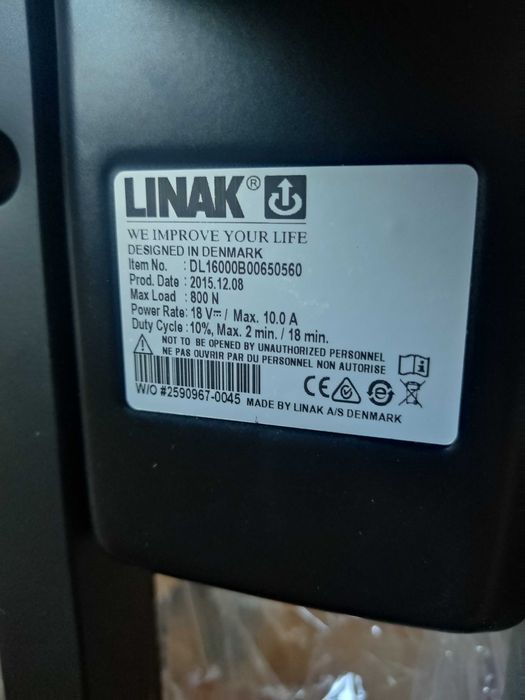 LINAK®
WE IMPROVE YOUR LIFE
DESIGNED IN DENMARK
Item No. : DL16000B00650560
Prod. Date : 2015.12.08
Max Load : 800 N
Power Rate: 18 V⎓ / Max. 10.0 A
Duty Cycle : 10%, Max. 2 min. / 18 min.
NOT TO BE OPENED BY UNAUTHORIZED PERSONNEL
NE PAS OUVRIR PAR DU PERSONNEL NON AUTORISE
CE
W/O #2590967-0045 MADE BY LINAK A/S DENMARK